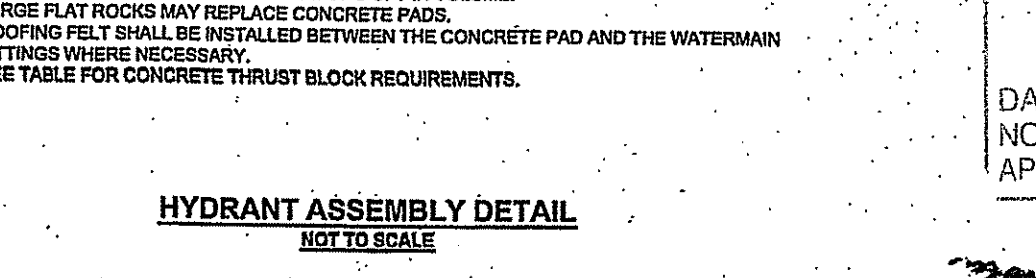 RGE FLAT ROCKS MAY REPLACE CONCRETE PADS.
OOFING FELT SHALL BE INSTALLED BETWEEN THE CONCRETE PAD AND THE WATERMAIN
TTINGS WHERE NECESSARY.
EE TABLE FOR CONCRETE THRUST BLOCK REQUIREMENTS.
HYDRANT ASSEMBLY DETAIL
NOT TO SCALE
DA
NO
AP